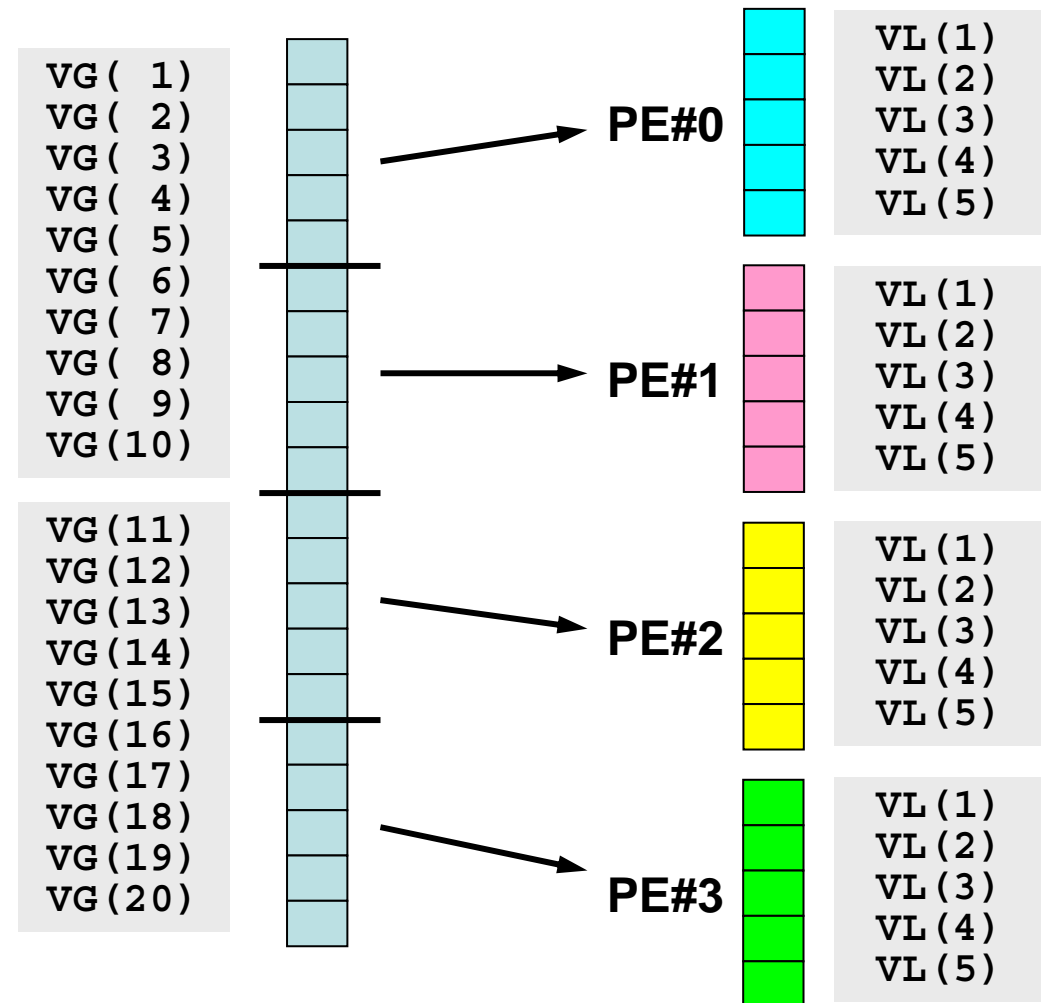 VG( 1)
VG( 2)
VG( 3)
VG( 4)
VG( 5)
VG( 6)
VG( 7)
VG( 8)
VG( 9)
VG(10)
VG(11)
VG(12)
VG(13)
VG(14)
VG(15)
VG(16)
VG(17)
VG(18)
VG(19)
VG(20)
PE#0
VL(1)
VL(2)
VL(3)
VL(4)
VL(5)
PE#1
VL(1)
VL(2)
VL(3)
VL(4)
VL(5)
PE#2
VL(1)
VL(2)
VL(3)
VL(4)
VL(5)
PE#3
VL(1)
VL(2)
VL(3)
VL(4)
VL(5)